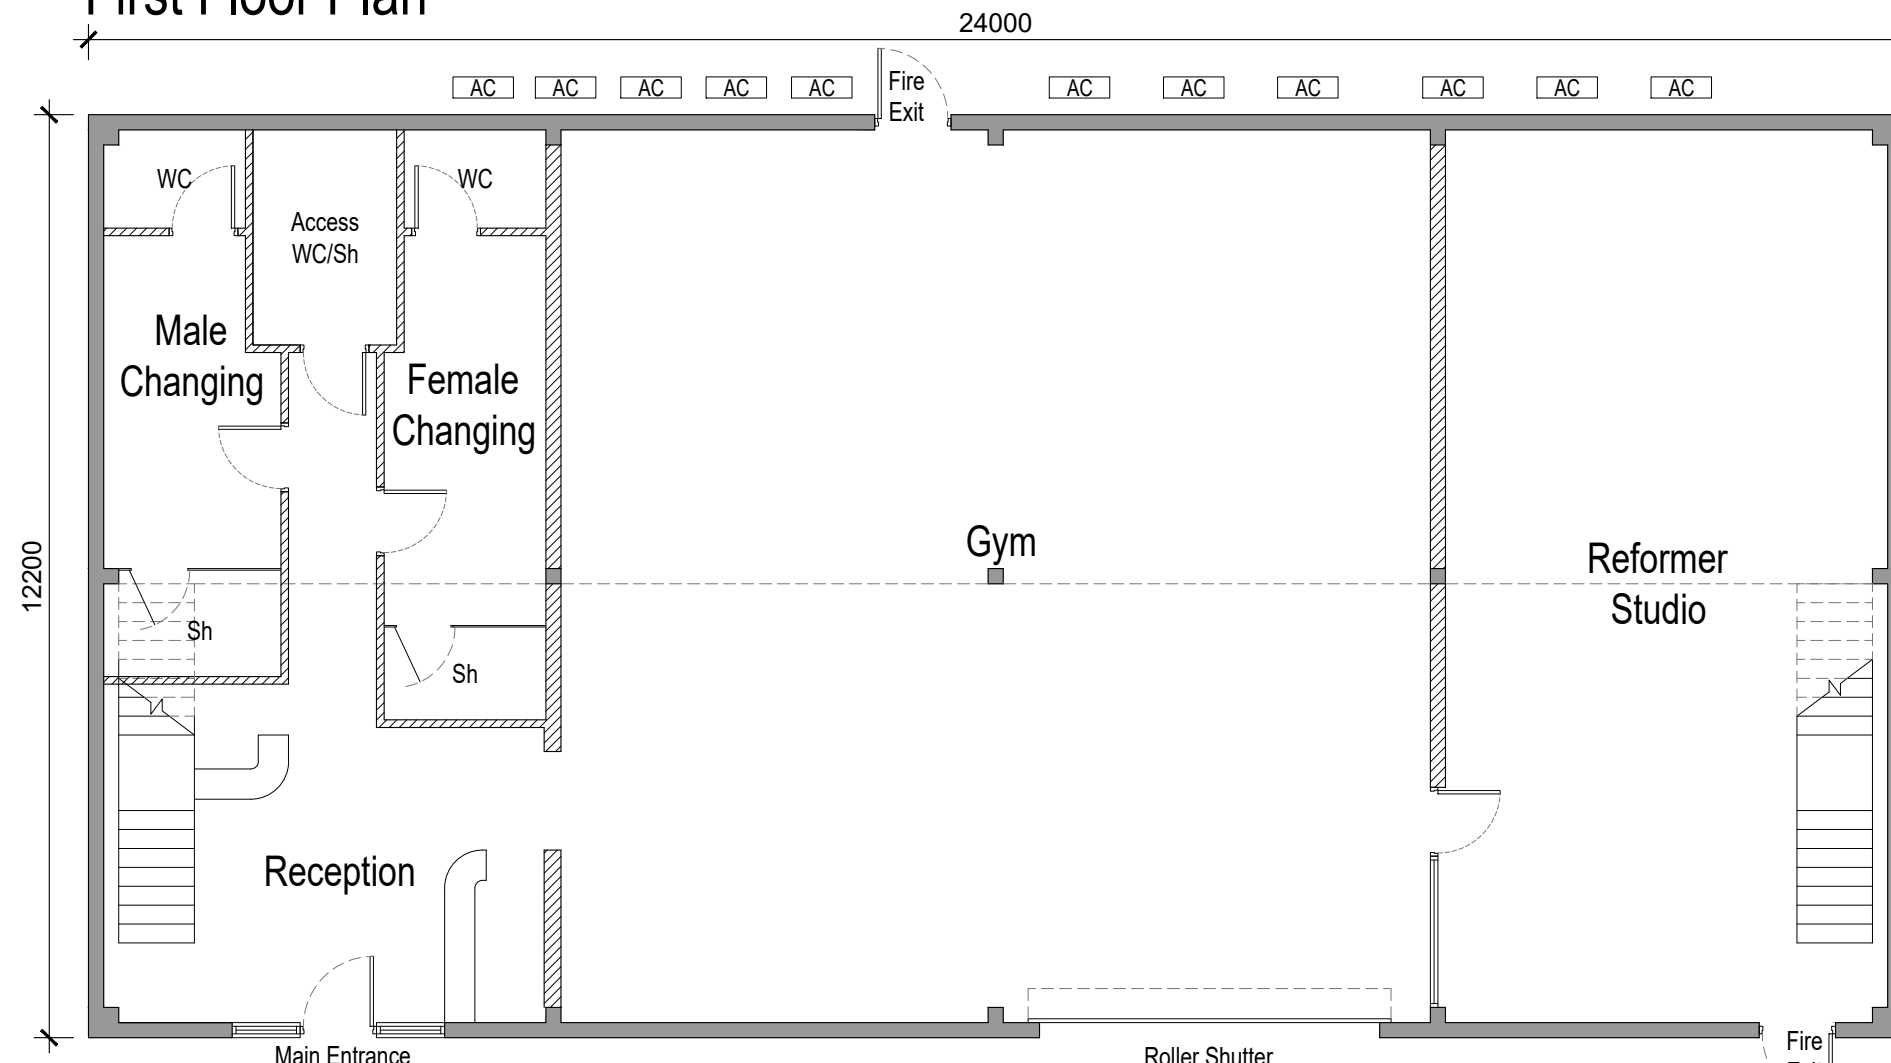 First Floor Plan
24000
AC AC AC AC AC AC AC AC AC AC AC
Fire
Exit
WC
WC
Access
WC/Sh
Male
Changing
Female
Changing
12200
Gym
Reformer
Studio
Sh
Sh
Reception
Main Entrance
Roller Shutter
Fire
Exit